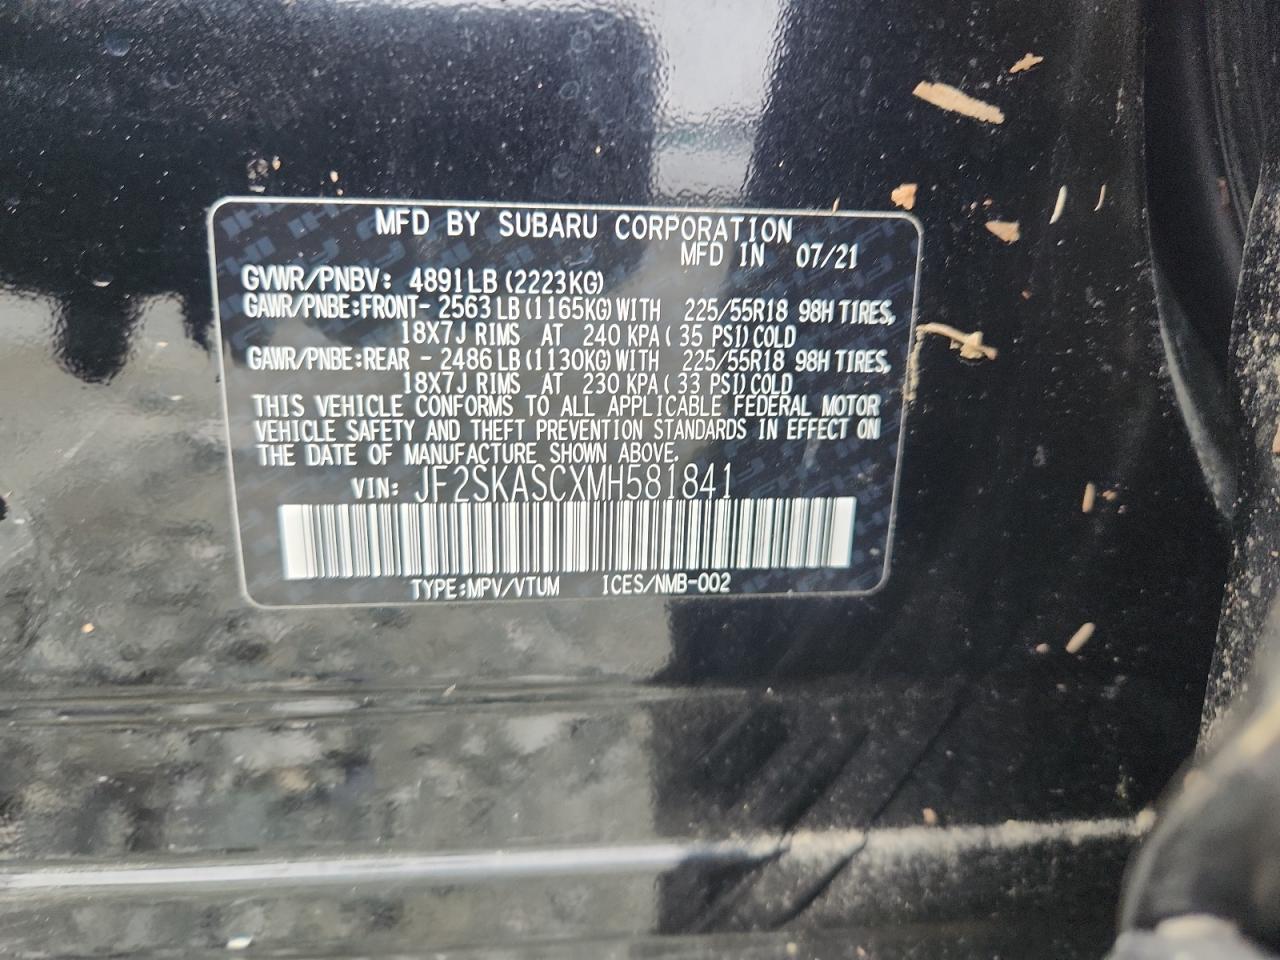 MFD BY SUBARU CORPORATION
MFD IN 07/21
GVWR/PNBV: 4891LB (2223KG)
GAWR/PNBE:FRONT- 2563 LB (1165KG) WITH 225/55R18 98H TIRES,
18X7J RIMS AT 240 KPA ( 35 PSI) COLD
GAWR/PNBE:REAR - 2486 LB (1130KG) WITH 225/55R18 98H TIRES,
18X7J RIMS AT 230 KPA ( 33 PSI) COLD
THIS VEHICLE CONFORMS TO ALL APPLICABLE FEDERAL MOTOR
VEHICLE SAFETY AND THEFT PREVENTION STANDARDS IN EFFECT ON
THE DATE OF MANUFACTURE SHOWN ABOVE.
VIN: JF2SKASCXMH581841
TYPE:MPV/VTUM ICES/NMB-002